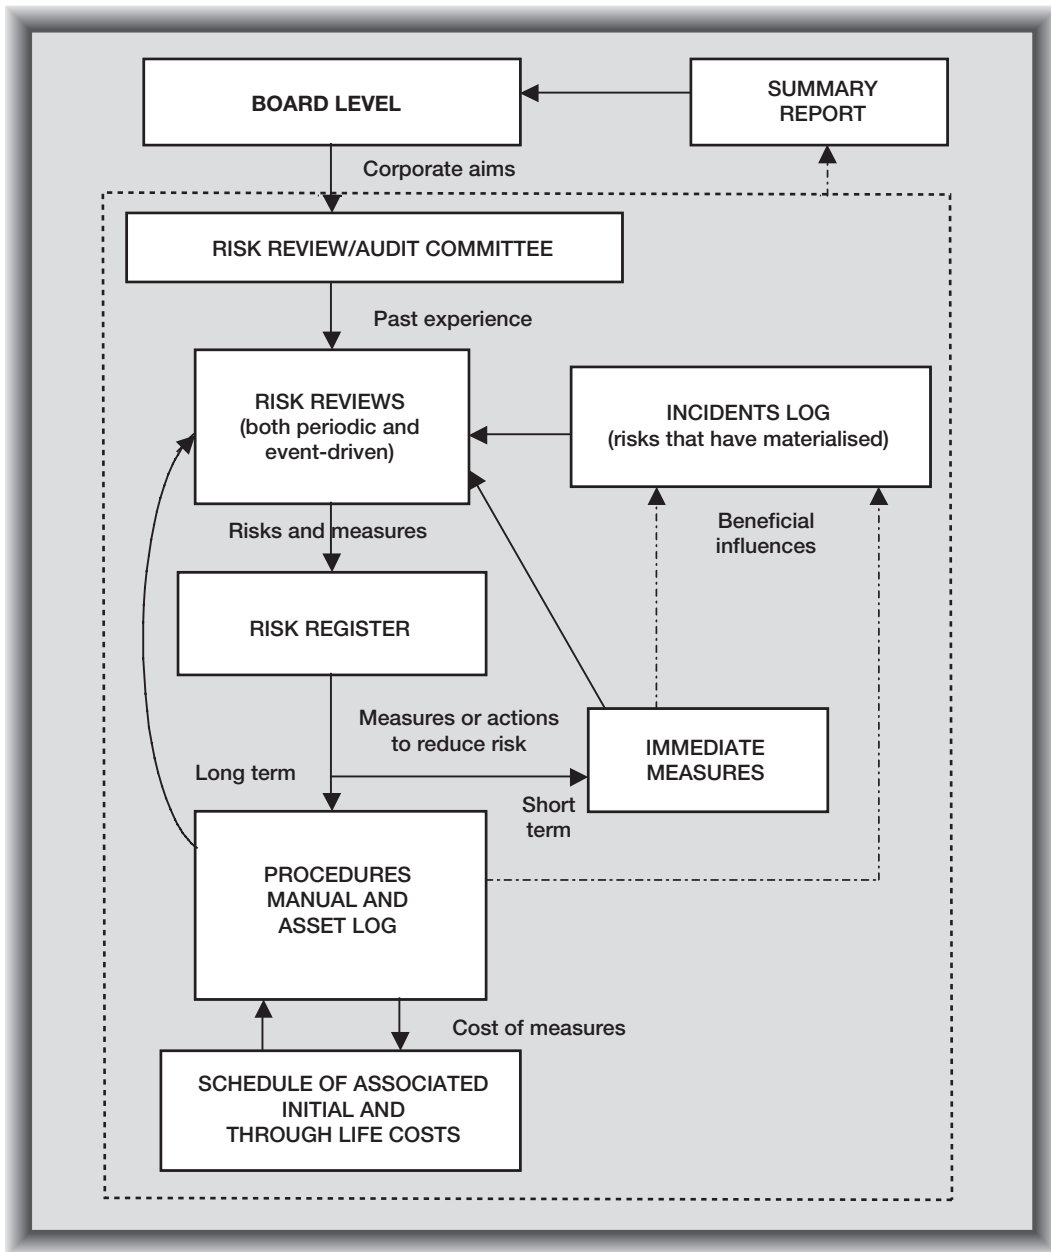 BOARD LEVEL
SUMMARY
REPORT
Corporate aims
RISK REVIEW/AUDIT COMMITTEE
Past experience
RISK REVIEWS
(both periodic and
event-driven)
INCIDENTS LOG
(risks that have materialised)
Beneficial
influences
Risks and measures
RISK REGISTER
Measures or actions
to reduce risk
IMMEDIATE
MEASURES
Long term
Short
term
PROCEDURES
MANUAL AND
ASSET LOG
Cost of measures
SCHEDULE OF ASSOCIATED
INITIAL AND
THROUGH LIFE COSTS